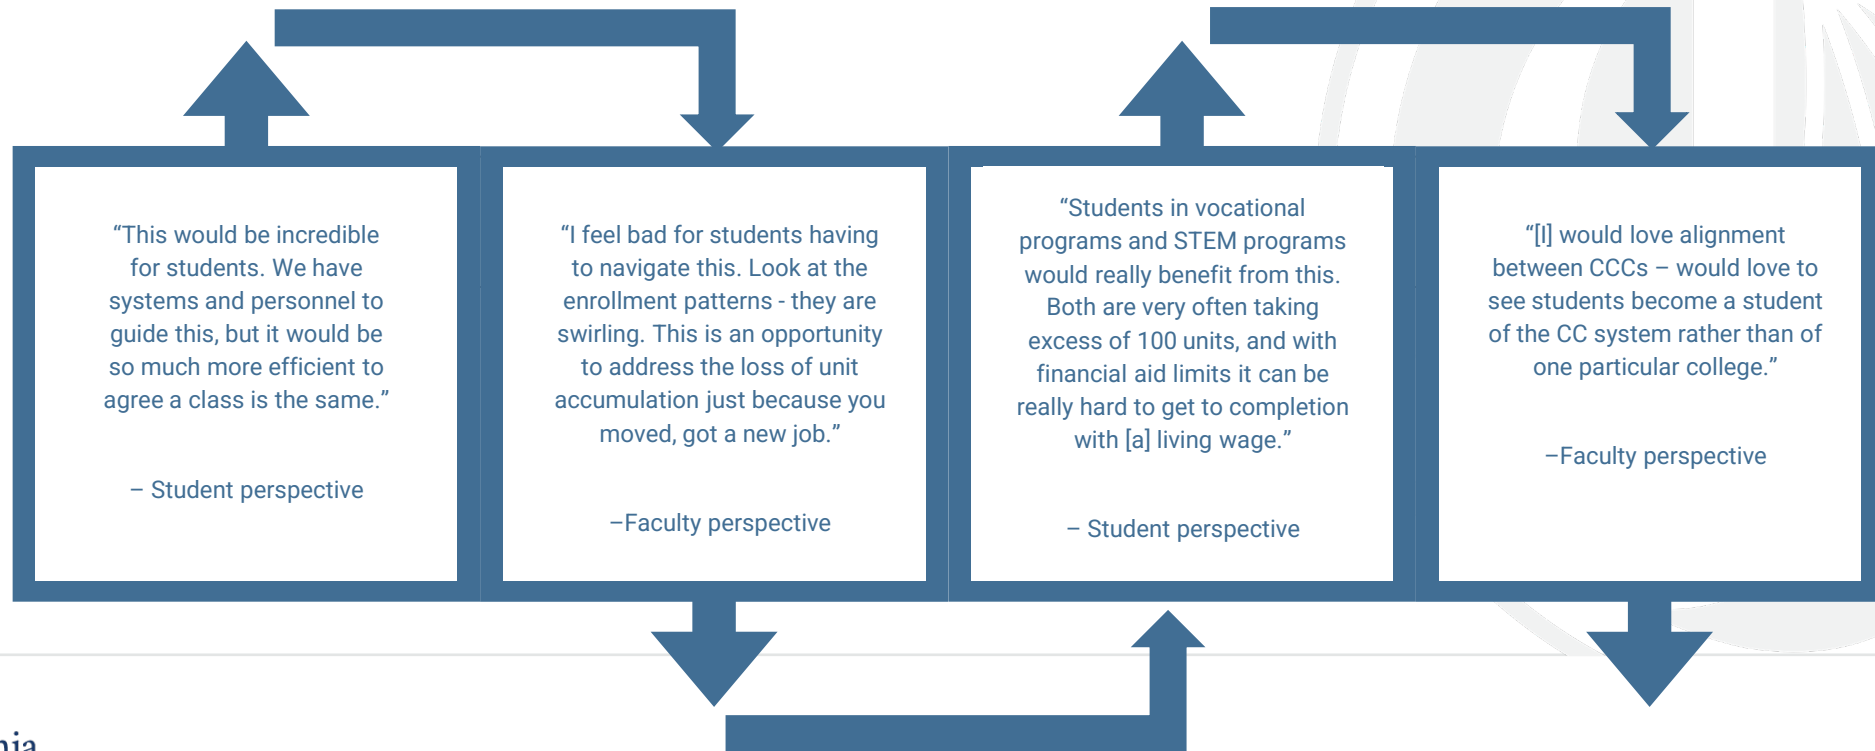 “This would be incredible
for students. We have
systems and personnel to
guide this, but it would be
so much more efficient to
agree a class is the same.”
– Student perspective
“I feel bad for students having
to navigate this. Look at the
enrollment patterns - they are
swirling. This is an opportunity
to address the loss of unit
accumulation just because you
moved, got a new job.”
–Faculty perspective
“Students in vocational
programs and STEM programs
would really benefit from this.
Both are very often taking
excess of 100 units, and with
financial aid limits it can be
really hard to get to completion
with [a] living wage.”
– Student perspective
“[I] would love alignment
between CCCs – would love to
see students become a student
of the CC system rather than of
one particular college.”
–Faculty perspective